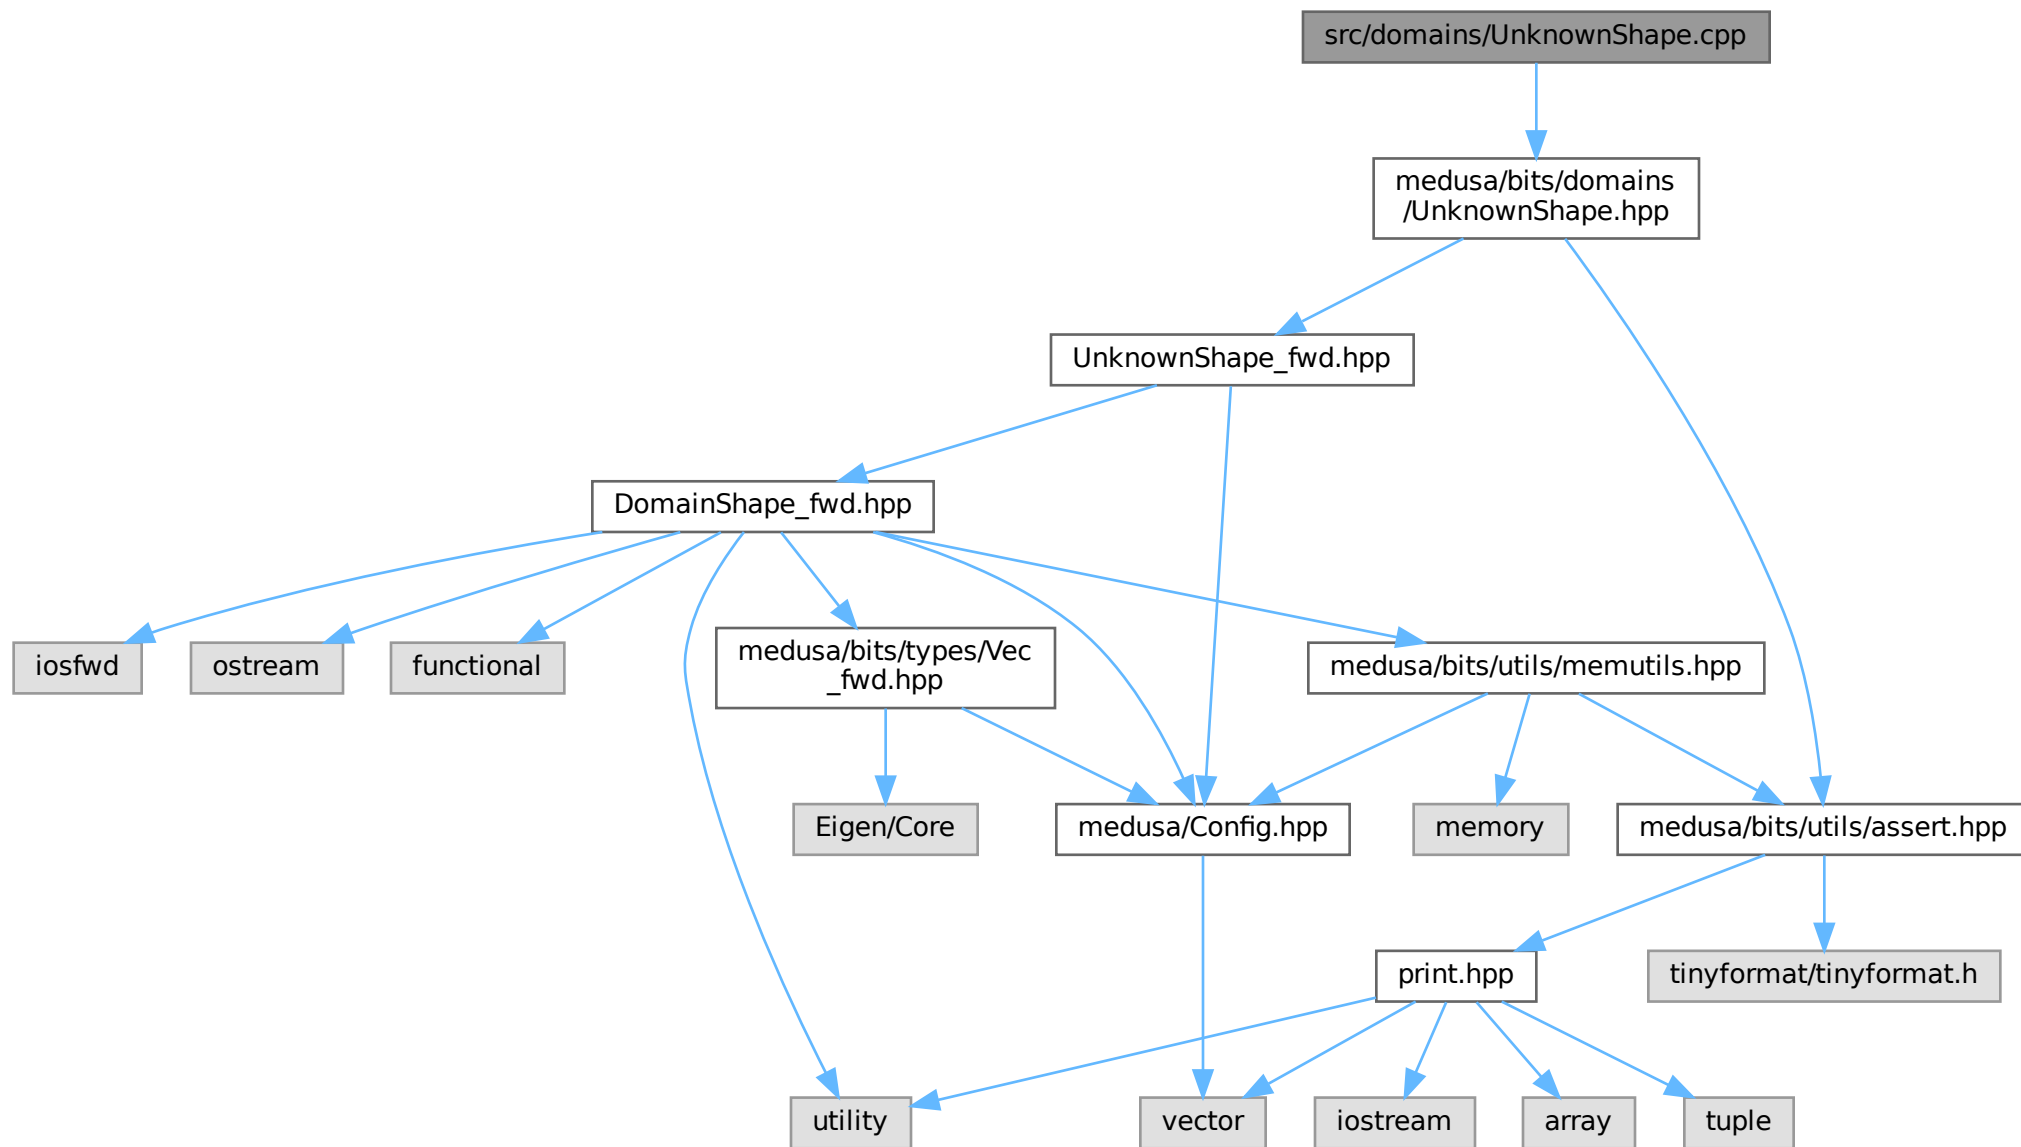 src/domains/UnknownShape.cpp
medusa/bits/domains
/UnknownShape.hpp
UnknownShape_fwd.hpp
DomainShape_fwd.hpp
iosfwd
ostream
functional
medusa/bits/types/Vec
_fwd.hpp
medusa/bits/utils/memutils.hpp
Eigen/Core
medusa/Config.hpp
memory
medusa/bits/utils/assert.hpp
print.hpp
tinyformat/tinyformat.h
utility
vector
iostream
array
tuple